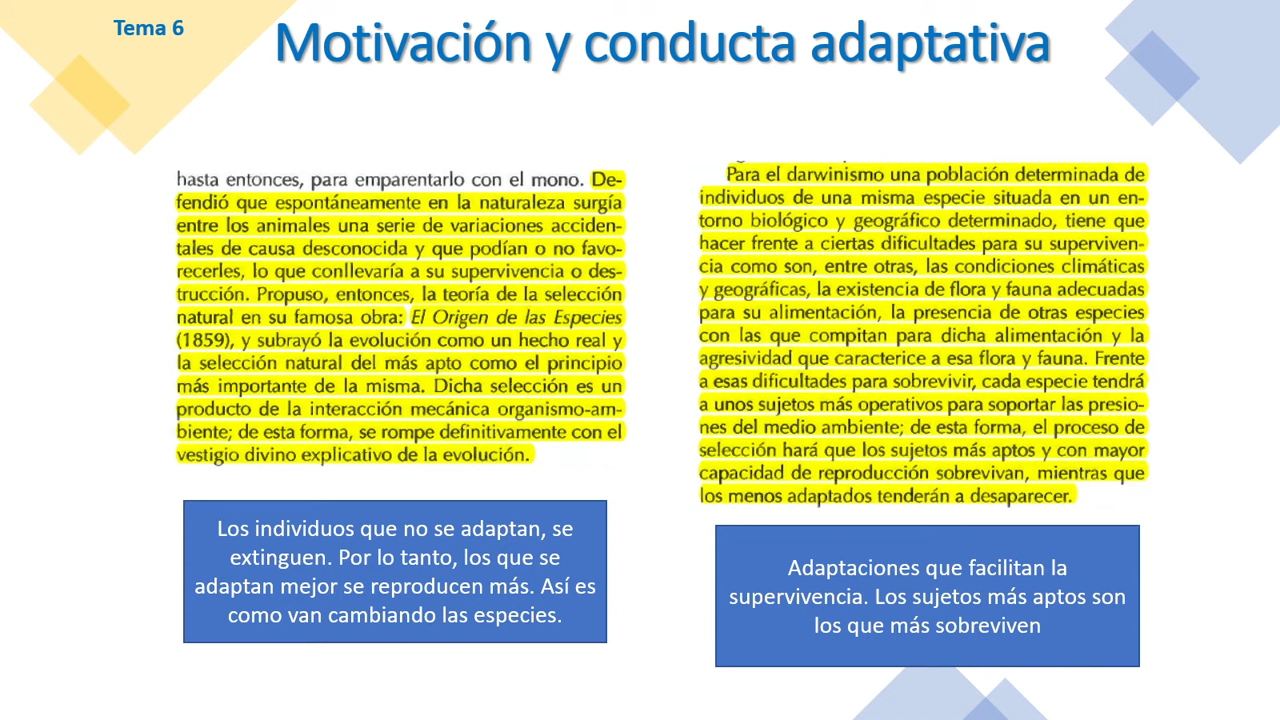 Tema 6
Motivación y conducta adaptativa
hasta entonces, para emparentarlo con el mono. De-
fendió que espontáneamente en la naturaleza surgía
entre los animales una serie de variaciones acciden-
tales de causa desconocida y que podían o no favo-
recerles, lo que conllevaría a su supervivencia o des-
trucción. Propuso, entonces, la teoría de la selección
natural en su famosa obra: El Origen de las Especies
(1859), y subrayó la evolución como un hecho real y
la selección natural del más apto como el principio
más importante de la misma. Dicha selección es un
producto de la interacción mecánica organismo-am-
biente; de esta forma, se rompe definitivamente con el
vestigio divino explicativo de la evolución.
Los individuos que no se adaptan, se
extinguen. Por lo tanto, los que se
adaptan mejor se reproducen más. Así es
como van cambiando las especies.
Para el darwinismo una población determinada de
individuos de una misma especie situada en un en-
torno biológico y geográfico determinado, tiene que
hacer frente a ciertas dificultades para su superviven-
cia como son, entre otras, las condiciones climáticas
y geográficas, la existencia de flora y fauna adecuadas
para su alimentación, la presencia de otras especies
con las que compitan para dicha alimentación y la
agresividad que caracterice a esa flora y fauna. Frente
a esas dificultades para sobrevivir, cada especie tendrá
a unos sujetos más operativos para soportar las presio-
nes del medio ambiente; de esta forma, el proceso de
selección hará que los sujetos más aptos y con mayor
capacidad de reproducción sobrevivan, mientras que
los menos adaptados tenderán a desaparecer.
Adaptaciones que facilitan la
supervivencia. Los sujetos más aptos son
los que más sobreviven